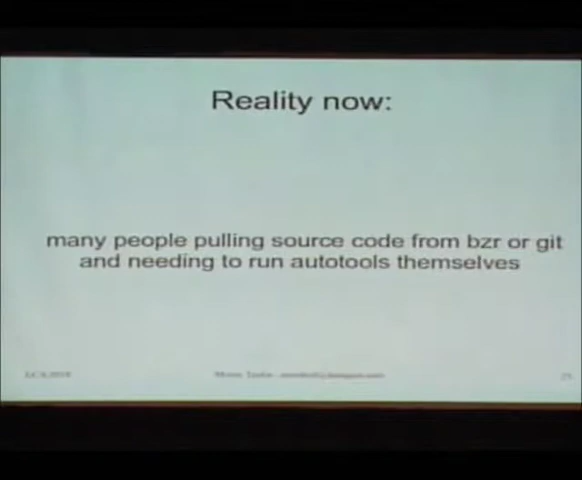 Reality now:
many people pulling source code from bzr or git
and needing to run autotools themselves